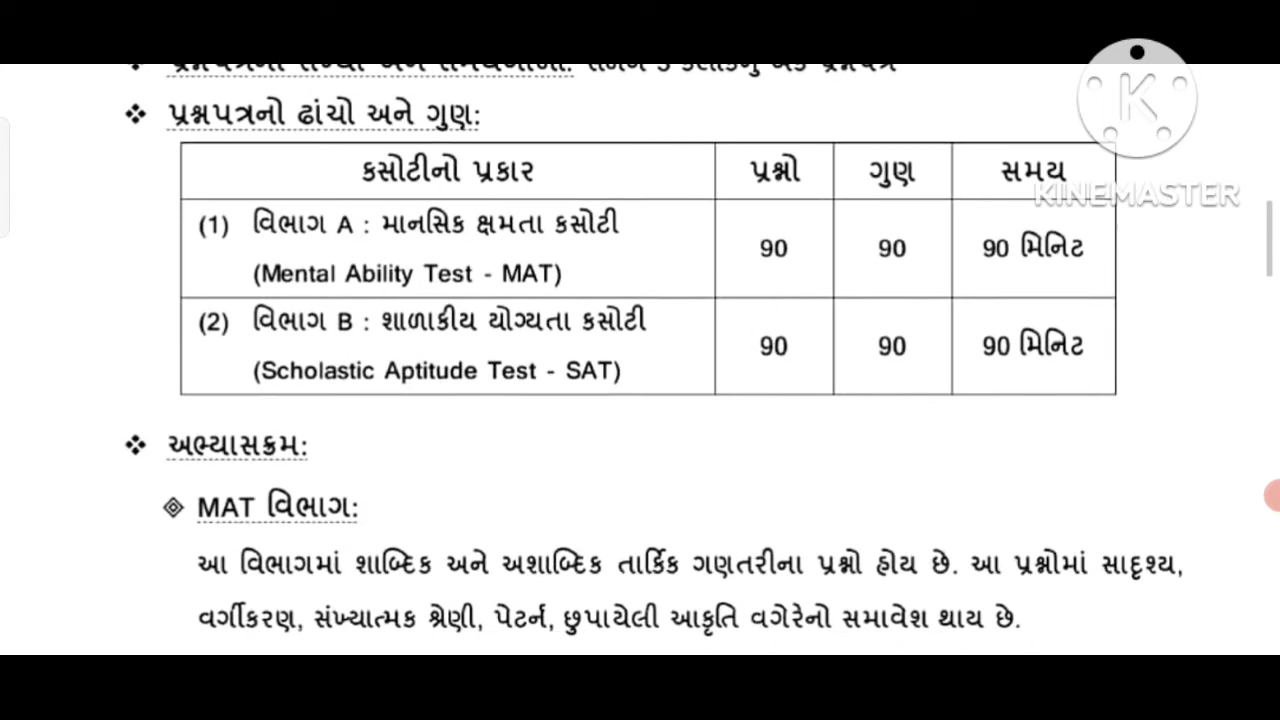 ❖ પ્રશ્નપત્રનો ઢાંચો અને ગુણ:
કસોટીનો પ્રકાર પ્રશ્નો ગુણ સમય
(1) વિભાગ A : માનસિક ક્ષમતા કસોટી
(Mental Ability Test - MAT) 90 90 90 મિનિટ
(2) વિભાગ B : શાળાકીય યોગ્યતા કસોટી
(Scholastic Aptitude Test - SAT) 90 90 90 મિનિટ
❖ અભ્યાસક્રમ:
MAT વિભાગ:
આ વિભાગમાં શાબ્દિક અને અશાબ્દિક તાર્કિક ગણતરીના પ્રશ્નો હોય છે. આ પ્રશ્નોમાં સાદૃશ્ય,
વર્ગીકરણ, સંખ્યાત્મક શ્રેણી, પેટર્ન, છુપાયેલી આકૃતિ વગેરેનો સમાવેશ થાય છે.
K
KINEMASTER